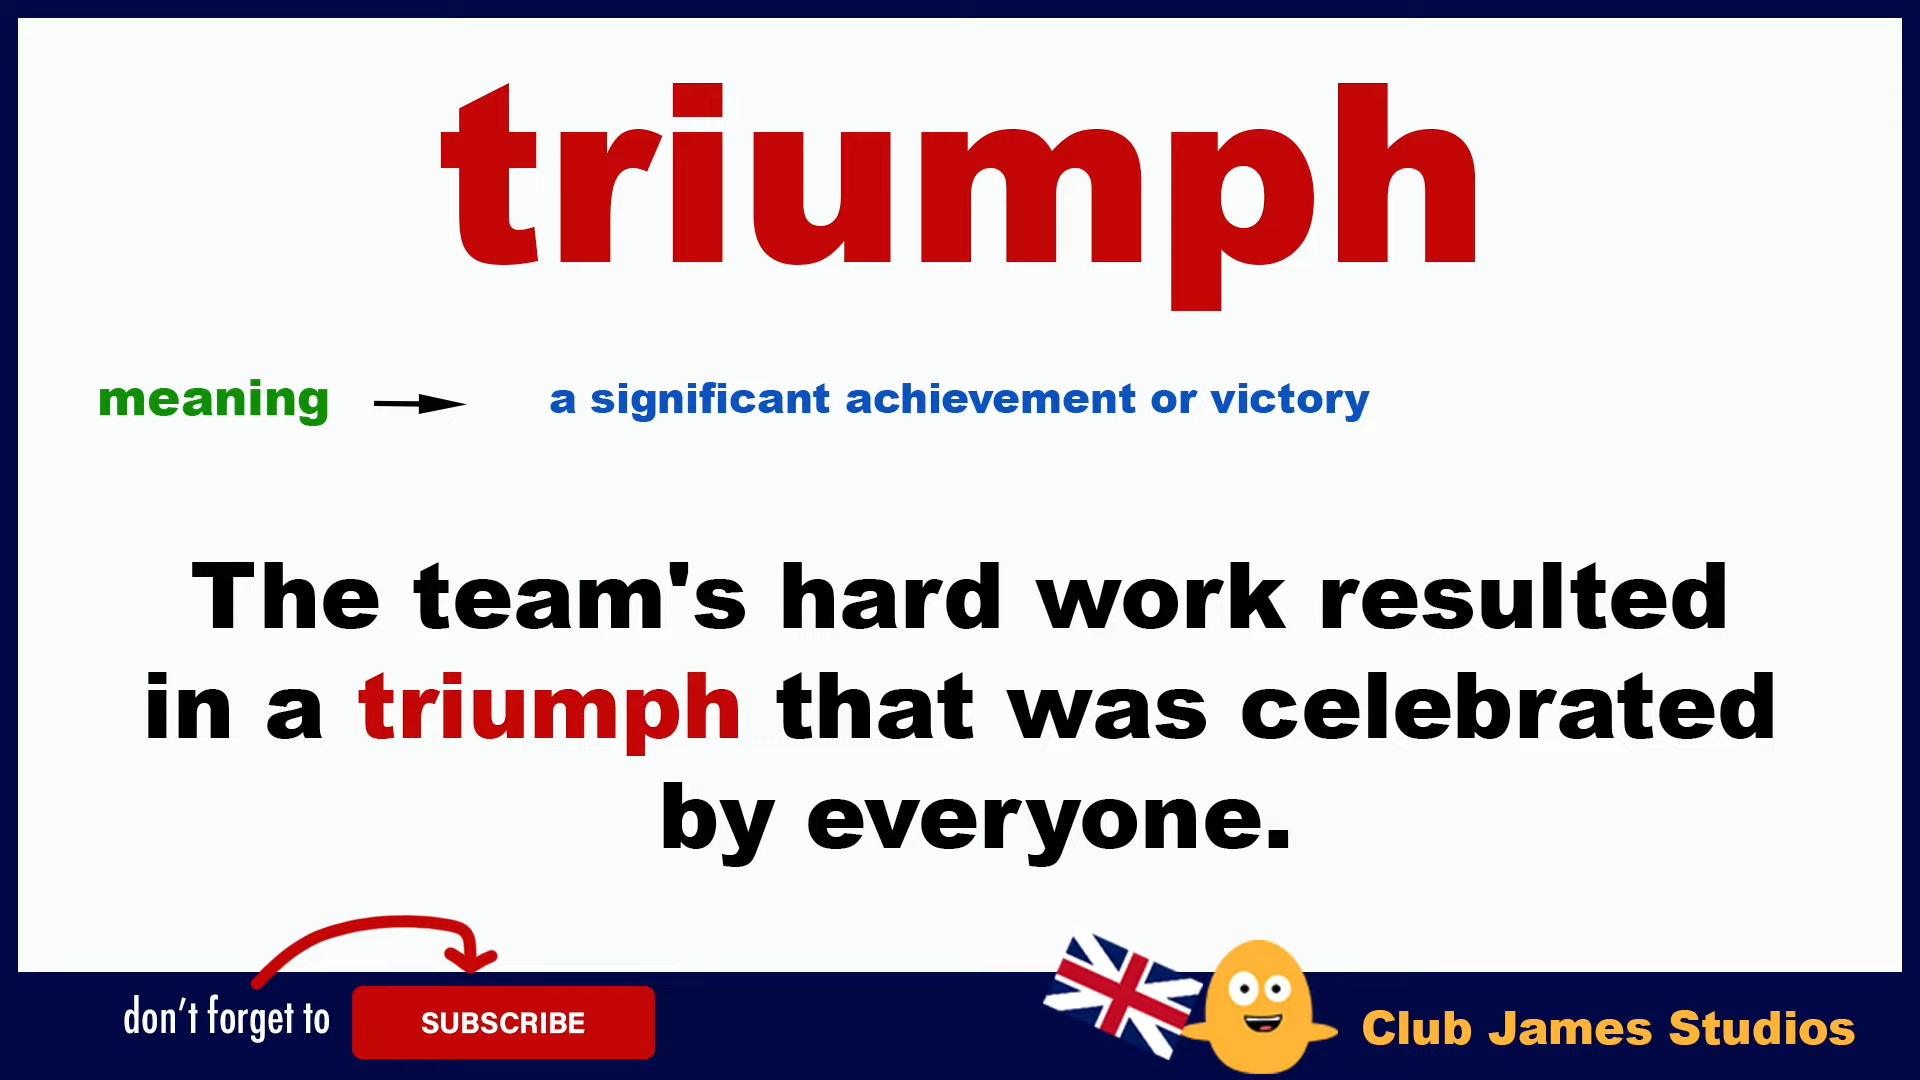 triumph
meaning
a significant achievement or victory
The team's hard work resulted
in a triumph that was celebrated
by everyone.
don't forget to
SUBSCRIBE
Club James Studios